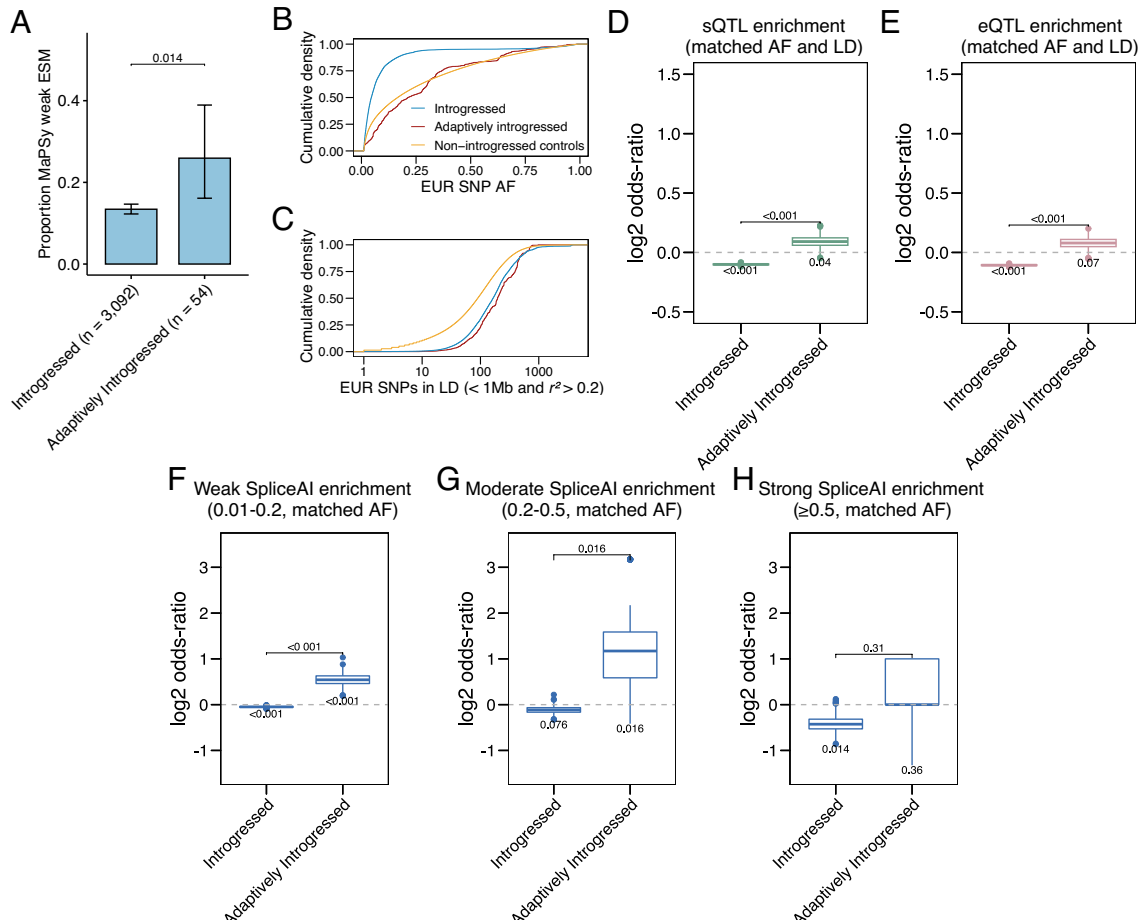 A
Proportion MaPSy weak ESM
0.4
0.2
0.0
0.014
Introgressed (n = 3,092)
Adaptively Introgressed (n = 54)
B
Cumulative density
1.00
0.75
0.50
0.25
0.00
Introgressed
Adaptively introgressed
Non-introgressed controls
0.00 0.25 0.50 0.75 1.00
EUR SNP AF
C
Cumulative density
1.00
0.75
0.50
0.25
0.00
1 10 100 1000
EUR SNPs in LD (< 1Mb and r² > 0.2)
D
sQTL enrichment
(matched AF and LD)
log2 odds-ratio
1.5
1.0
0.5
0.0
-0.5
<0.001
<0.001
0.04
Introgressed
Adaptively Introgressed
E
eQTL enrichment
(matched AF and LD)
log2 odds-ratio
1.5
1.0
0.5
0.0
-0.5
<0.001
<0.001
0.07
Introgressed
Adaptively Introgressed
F
Weak SpliceAI enrichment
(0.01-0.2, matched AF)
log2 odds-ratio
3
2
1
0
-1
<0 001
<0.001
<0.001
Introgressed
Adaptively Introgressed
G
Moderate SpliceAI enrichment
(0.2-0.5, matched AF)
log2 odds-ratio
3
2
1
0
-1
0.016
0.076
0.016
Introgressed
Adaptively Introgressed
H
Strong SpliceAI enrichment
(≥0.5, matched AF)
log2 odds-ratio
3
2
1
0
-1
0.31
0.014
0.36
Introgressed
Adaptively Introgressed